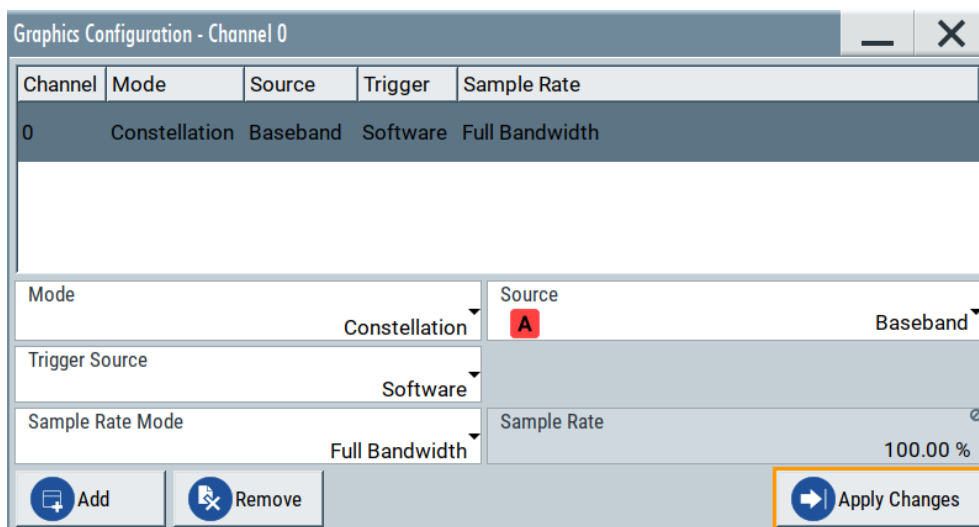 Graphics Configuration - Channel 0
Channel Mode Source Trigger Sample Rate
0 Constellation Baseband Software Full Bandwidth
Mode
Constellation
Source
A Baseband
Trigger Source
Software
Sample Rate Mode
Full Bandwidth
Sample Rate
100.00 %
Add Remove Apply Changes